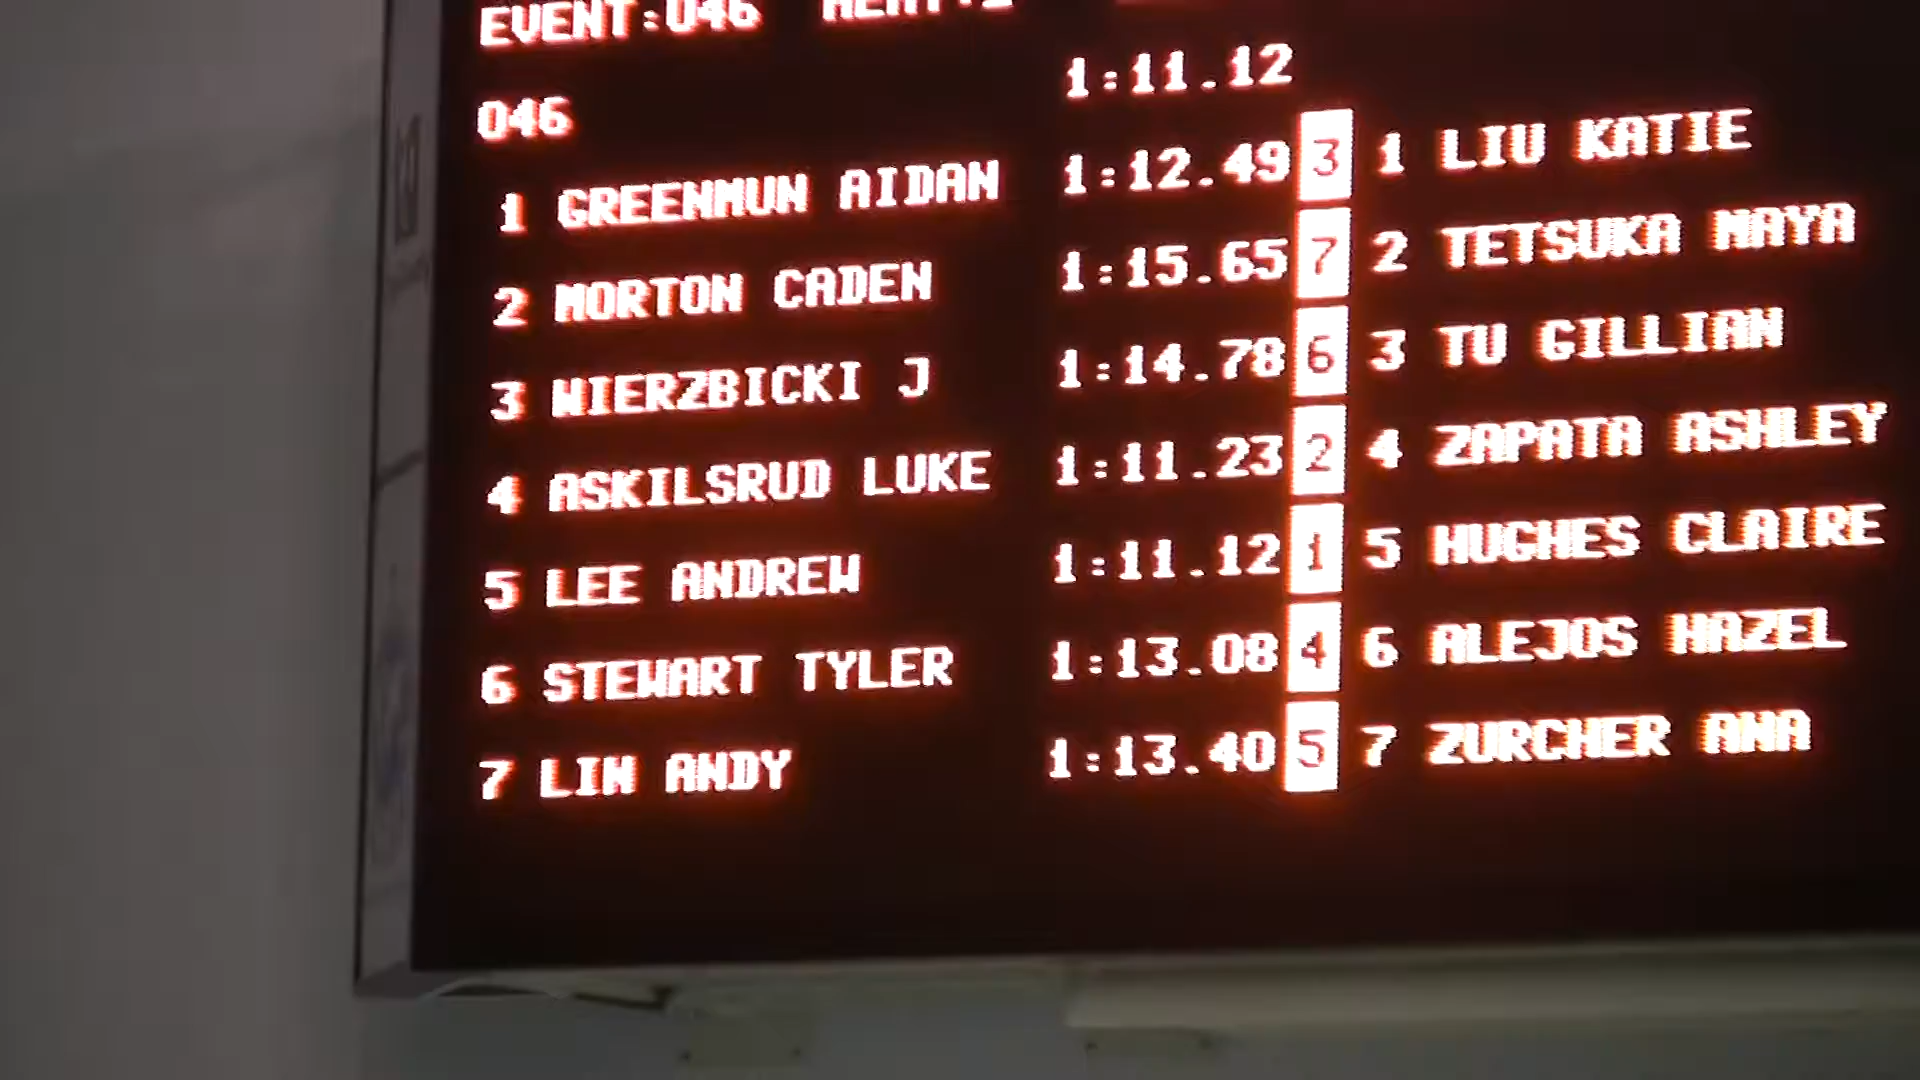 EVENT:046
1:11.12
046
1 GREENMUN AIDAN 1:12.49 3 1 LIU KATIE
2 MORTON CADEN 1:15.65 7 2 TETSUKA MAYA
3 WIERZBICKI J 1:14.78 6 3 TU GILLIAN
4 ASKILSRUD LUKE 1:11.23 2 4 ZAPATA ASHLEY
5 LEE ANDREW 1:11.12 1 5 HUGHES CLAIRE
6 STEWART TYLER 1:13.08 4 6 ALEJOS HAZEL
7 LIN ANDY 1:13.40 5 7 ZURCHER ANA